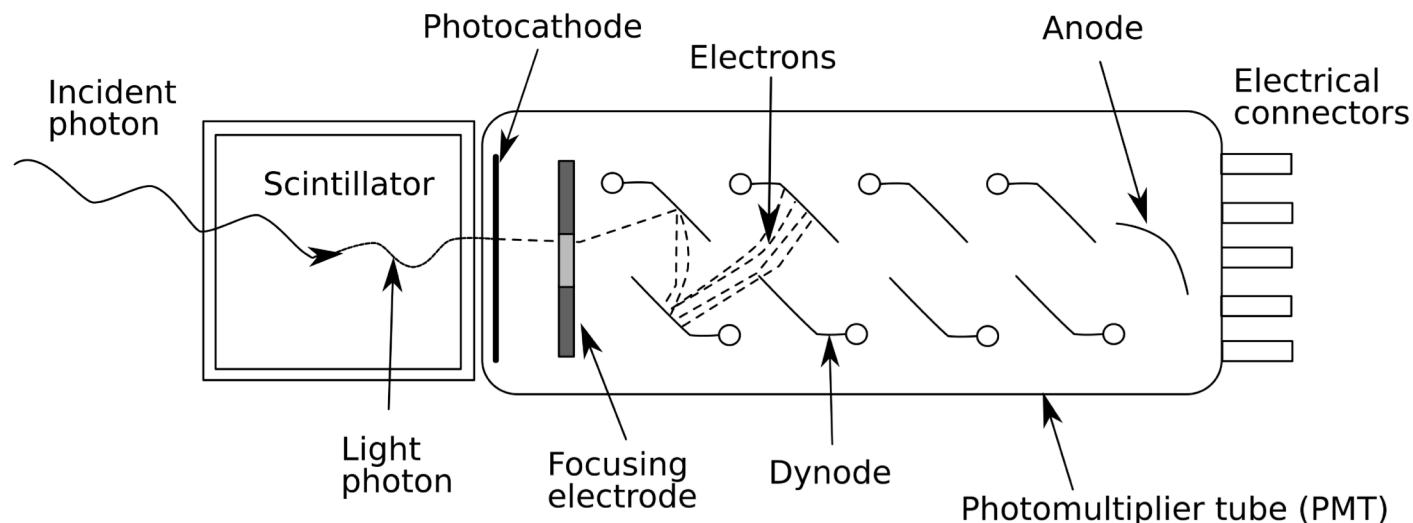 Photocathode
Anode
Electrons
Electrical
connectors
Incident
photon
Scintillator
Light
photon
Focusing
electrode
Dynode
Photomultiplier tube (PMT)